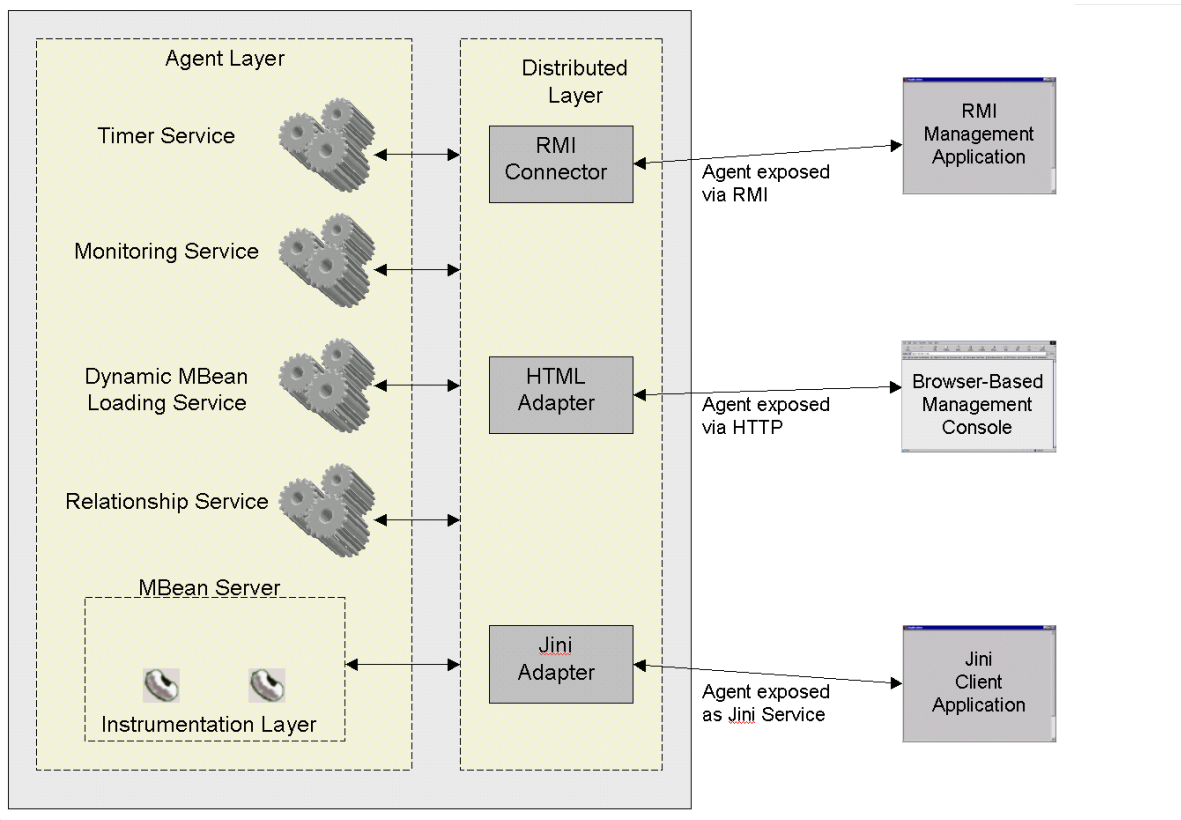 Agent Layer
Timer Service
Monitoring Service
Dynamic MBean
Loading Service
Relationship Service
MBean Server
Instrumentation Layer
Distributed
Layer
RMI
Connector
HTML
Adapter
Jini
Adapter
Agent exposed
via RMI
Agent exposed
via HTTP
Agent exposed
as Jini Service
RMI
Management
Application
Browser-Based
Management
Console
Jini
Client
Application